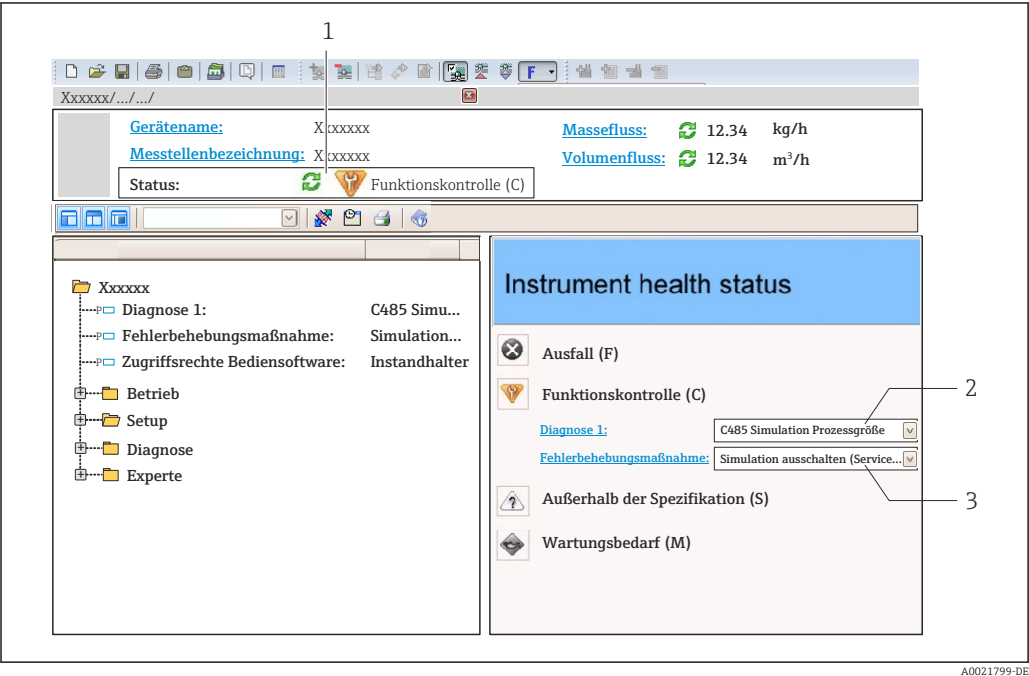 1
F
Xxxxxx/.../.../
Gerätename: Xxxxxxx Massefluss: 12.34 kg/h
Messtellenbezeichnung: Xxxxxxx Volumenfluss: 12.34 m³/h
Status: Funktionskontrolle (C)
Xxxxxx
P Diagnose 1: C485 Simu...
P Fehlerbehebungsmaßnahme: Simulation...
P Zugriffsrechte Bediensoftware: Instandhalter
Betrieb
Setup
Diagnose
Experte
Instrument health status
Ausfall (F)
Funktionskontrolle (C)
2
Diagnose 1: C485 Simulation Prozessgröße
Fehlerbehebungsmaßnahme: Simulation ausschalten (Service...
3
Außerhalb der Spezifikation (S)
Wartungsbedarf (M)
A0021799-DE